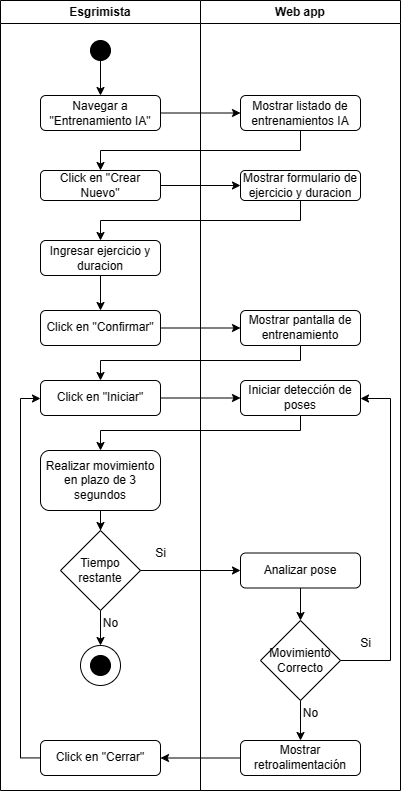 Esgrimista
Web app
Navegar a
"Entrenamiento IA"
Mostrar listado de
entrenamientos IA
Click en "Crear
Nuevo"
Mostrar formulario de
ejercicio y duracion
Ingresar ejercicio y
duracion
Click en "Confirmar"
Mostrar pantalla de
entrenamiento
Click en "Iniciar"
Iniciar detección de
poses
Realizar movimiento
en plazo de 3
segundos
Tiempo
restante
Si
Analizar pose
No
Movimiento
Correcto
Si
No
Mostrar
retroalimentación
Click en "Cerrar"